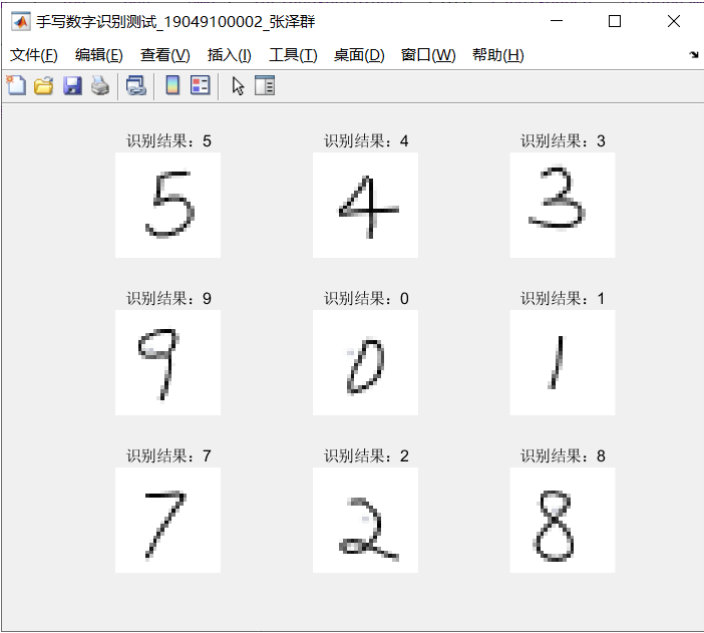 手写数字识别测试_19049100002_张泽群
文件(F) 编辑(E) 查看(V) 插入(I) 工具(T) 桌面(D) 窗口(W) 帮助(H)
识别结果：5 识别结果：4 识别结果：3
5 4 3
识别结果：9 识别结果：0 识别结果：1
9 0 1
识别结果：7 识别结果：2 识别结果：8
7 2 8